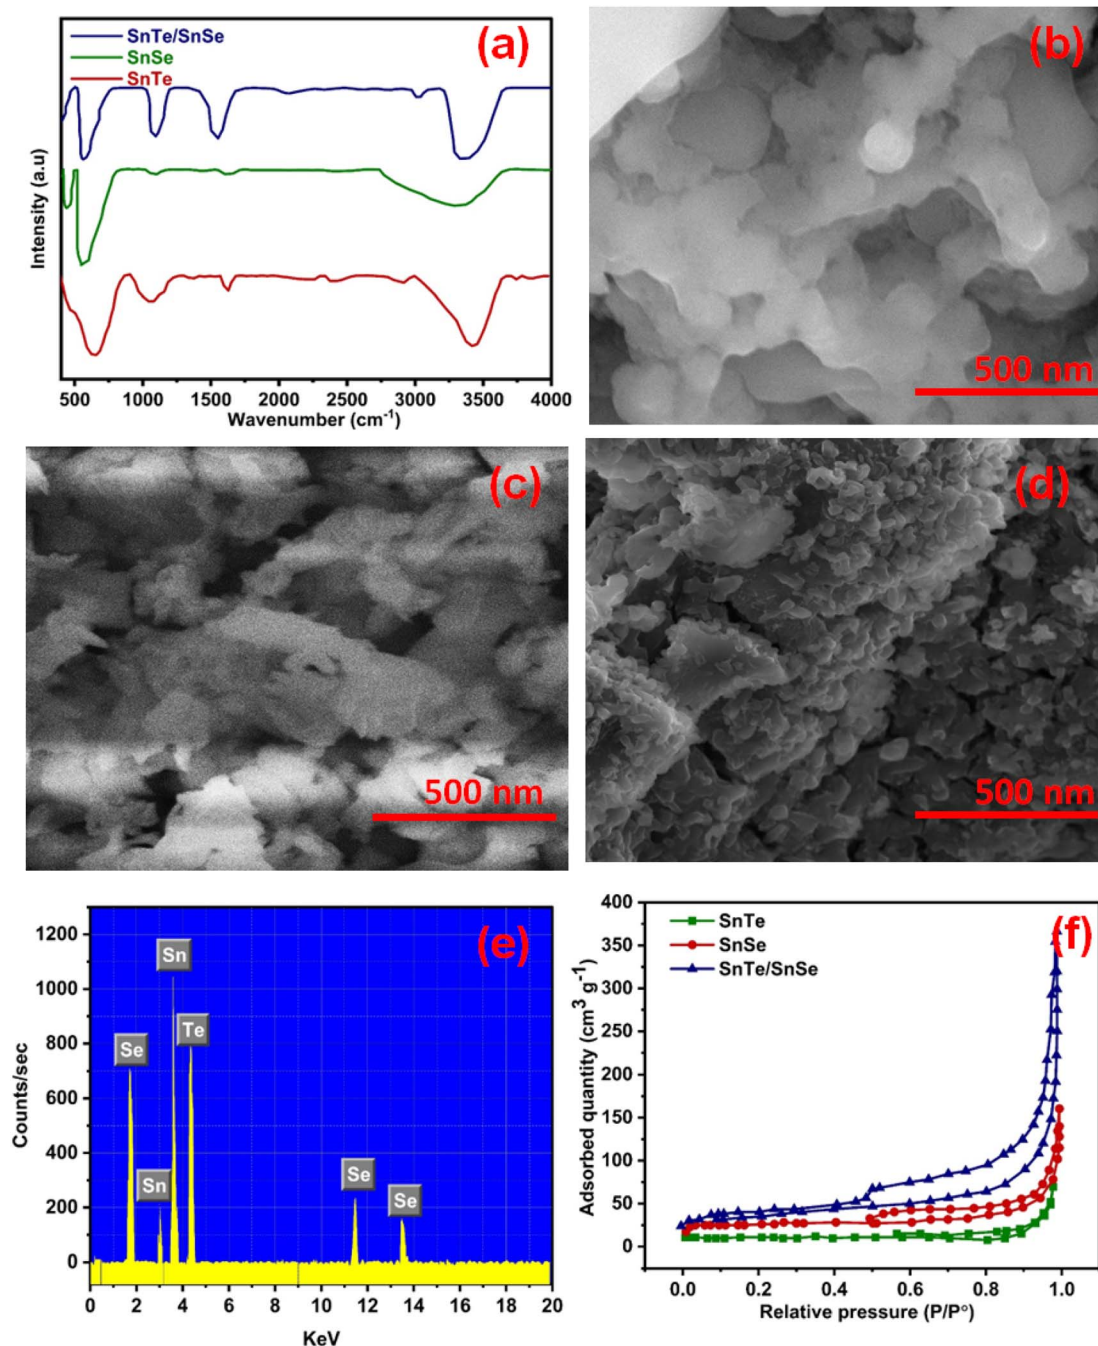 SnTe/SnSe
SnSe
SnTe
(a)
Intensity (a.u)
500 1000 1500 2000 2500 3000 3500 4000
Wavenumber (cm⁻¹)
(b)
500 nm
(c)
500 nm
(d)
500 nm
(e)
1200
1000
800
600
400
200
0
Counts/sec
Se
Sn
Sn
Te
Se
Se
0 2 4 6 8 10 12 14 16 18 20
KeV
(f)
SnTe
SnSe
SnTe/SnSe
400
350
300
250
200
150
100
50
0
Adsorbed quantity (cm³ g⁻¹)
0.0 0.2 0.4 0.6 0.8 1.0
Relative pressure (P/P°)